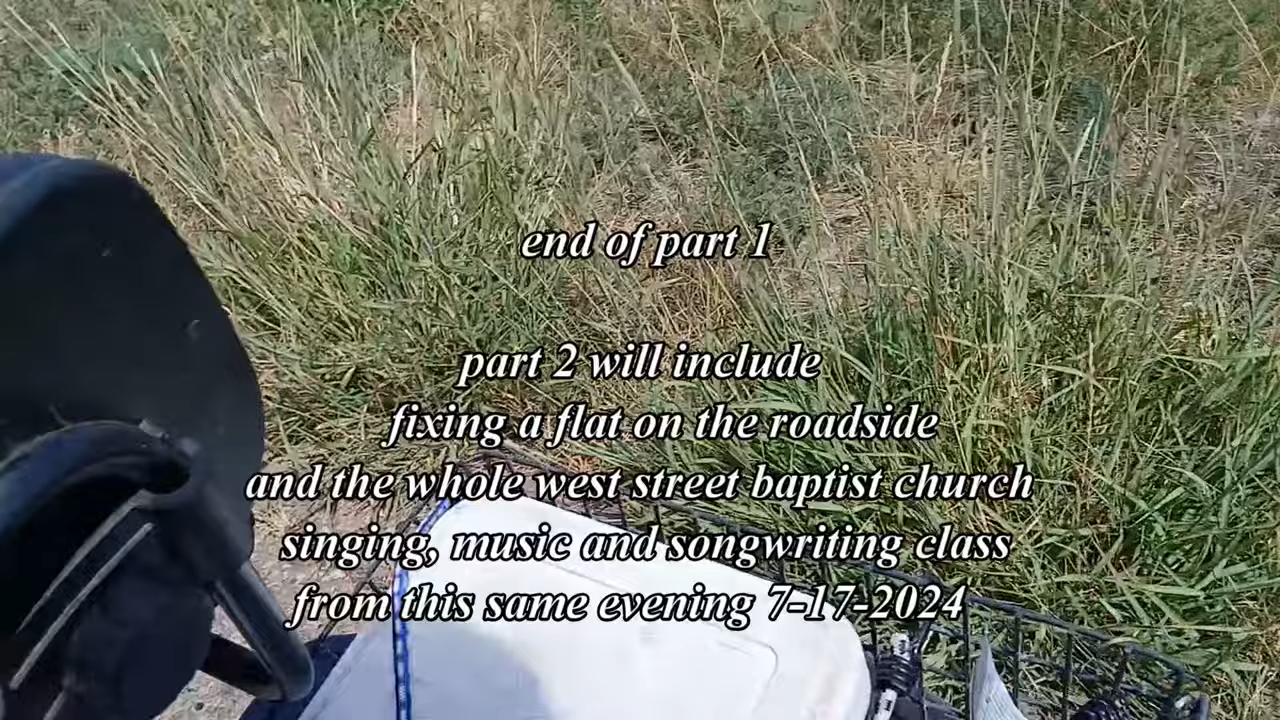 end of part 1
part 2 will include
fixing a flat on the roadside
and the whole west street baptist church
singing, music and songwriting class
from this same evening 7-17-2024